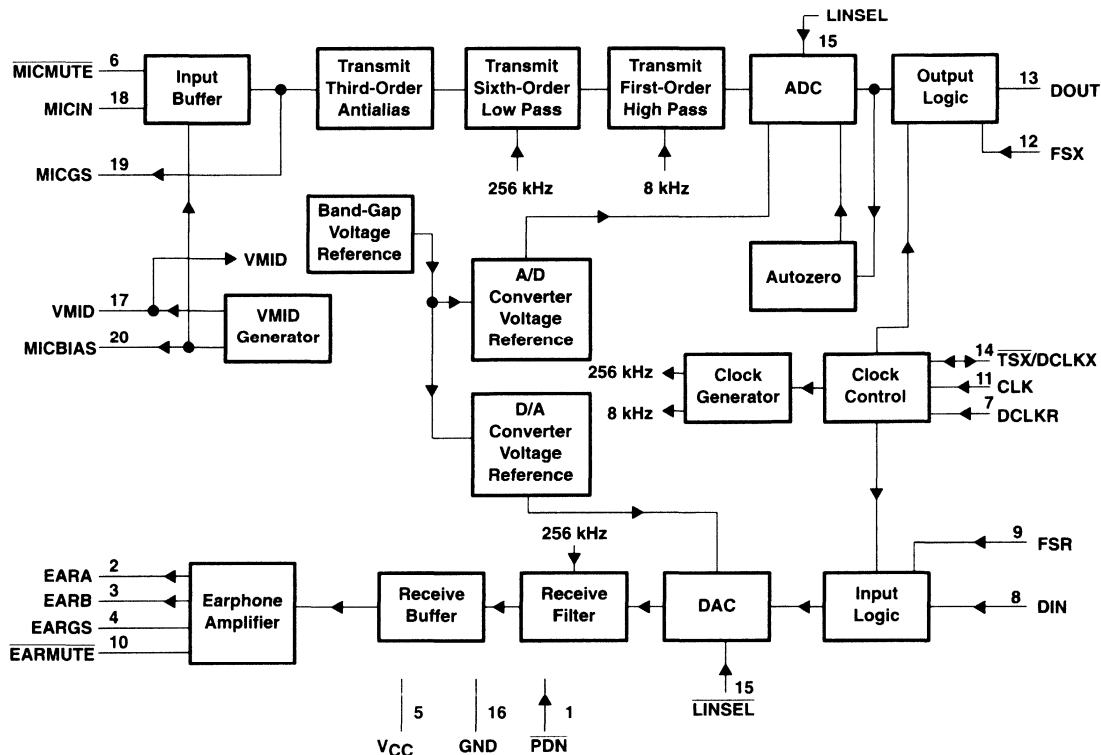 LINSEL
15
MICMUTE
6
MICIN
18
Input
Buffer
Transmit
Third-Order
Antialias
Transmit
Sixth-Order
Low Pass
Transmit
First-Order
High Pass
ADC
Output
Logic
13
DOUT
12
FSX
MICGS
19
256 kHz
8 kHz
Band-Gap
Voltage
Reference
VMID
Autozero
A/D
Converter
Voltage
Reference
VMID
17
VMID
Generator
MICBIAS
20
256 kHz
8 kHz
Clock
Generator
Clock
Control
14
TSX/DCLKX
11
CLK
7
DCLKR
D/A
Converter
Voltage
Reference
256 kHz
9
FSR
EARA
2
EARB
3
EARGS
4
EARMUTE
10
Earphone
Amplifier
Receive
Buffer
Receive
Filter
DAC
Input
Logic
8
DIN
15
LINSEL
5
VCC
16
GND
1
PDN